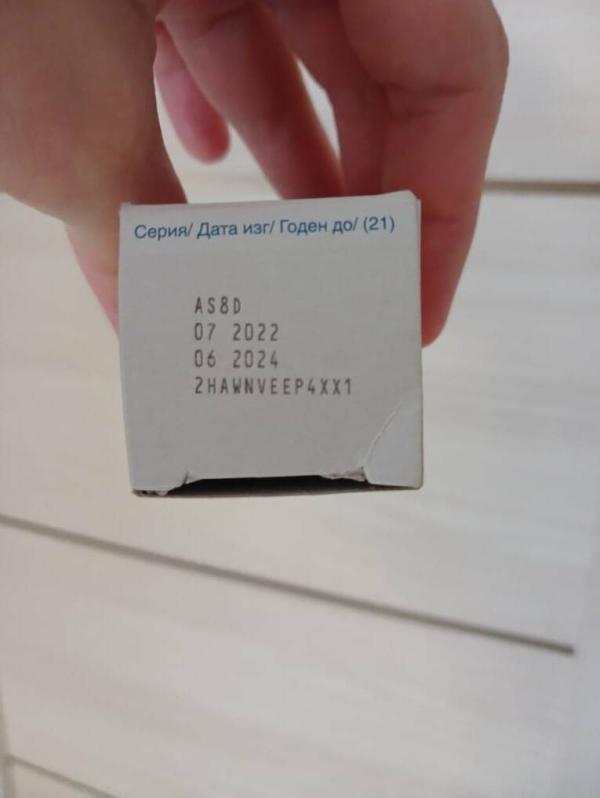 Серия/ Дата изг/ Годен до/ (21)
AS8D
07 2022
06 2024
2HAWNVEEP4XX1